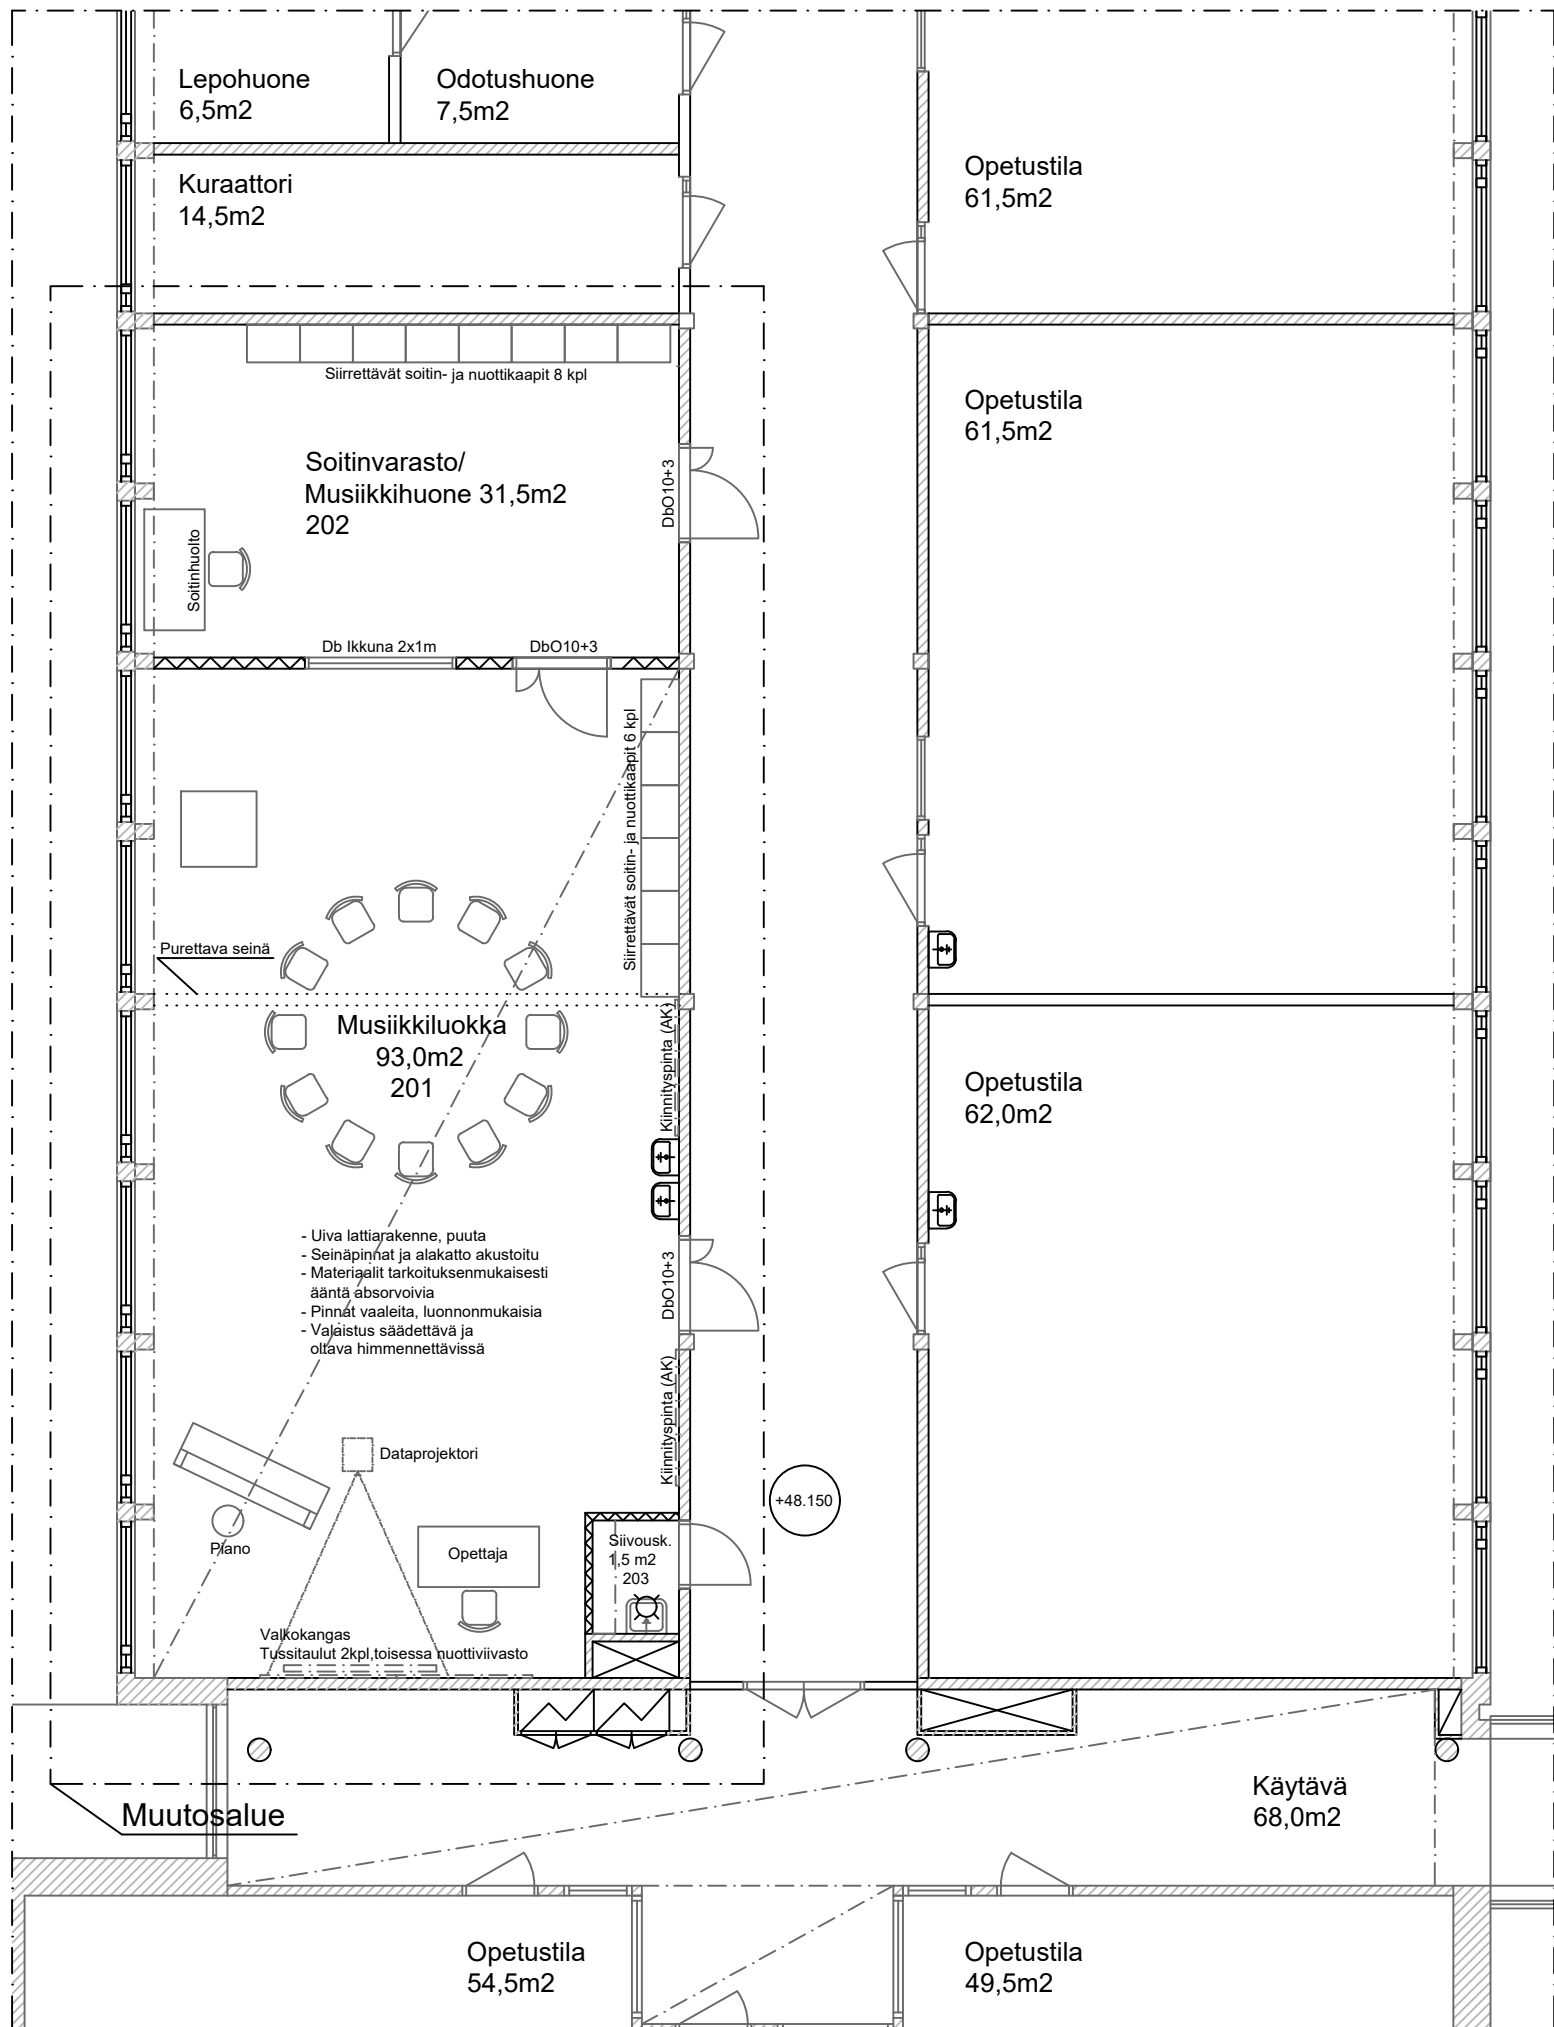 Lepohuone
6,5m2
Odotushuone
7,5m2
Opetustila
61,5m2
Kuraattori
14,5m2
Siirrettävät soitin- ja nuottikaapit 8 kpl
Opetustila
61,5m2
Soitinvarasto/
Musiikkihuone 31,5m2
202
DbO10+3
Soitinhuolto
Db Ikkuna 2x1m
DbO10+3
Siirrettävät soitin- ja nuottikaapit 6 kpl
Purettava seinä
Musiikkiluokka
93,0m2
201
Kiinnityspinta (AK)
Opetustila
62,0m2
- Uiva lattiarakenne, puuta
- Seinäpinnat ja alakatto akustoitu
- Materiaalit tarkoituksenmukaisesti
ääntä absorvoivia
- Pinnat vaaleita, luonnonmukaisia
- Valaistus säädettävä ja
oltava himmennettävissä
DbO10+3
Kiinnityspinta (AK)
Dataprojektori
+48.150
Piano
Opettaja
Siivousk.
1,5 m2
203
Valkokangas
Tussitaulut 2kpl,toisessa nuottiviivasto
Käytävä
68,0m2
Muutosalue
Opetustila
54,5m2
Opetustila
49,5m2